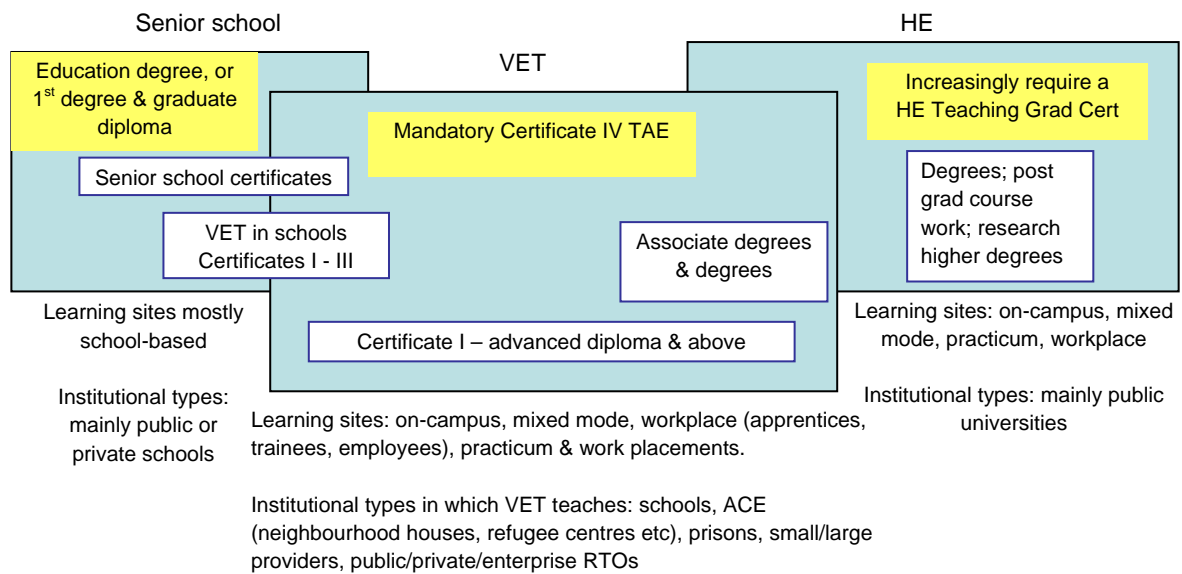 Senior school
VET
HE
Education degree, or
1st degree & graduate
diploma
Mandatory Certificate IV TAE
Increasingly require a
HE Teaching Grad Cert
Senior school certificates
VET in schools
Certificates I - III
Associate degrees
& degrees
Degrees; post
grad course
work; research
higher degrees
Certificate I – advanced diploma & above
Learning sites mostly
school-based
Institutional types:
mainly public or
private schools
Learning sites: on-campus, mixed mode, workplace (apprentices,
trainees, employees), practicum & work placements.
Institutional types in which VET teaches: schools, ACE
(neighbourhood houses, refugee centres etc), prisons, small/large
providers, public/private/enterprise RTOs
Learning sites: on-campus, mixed
mode, practicum, workplace
Institutional types: mainly public
universities